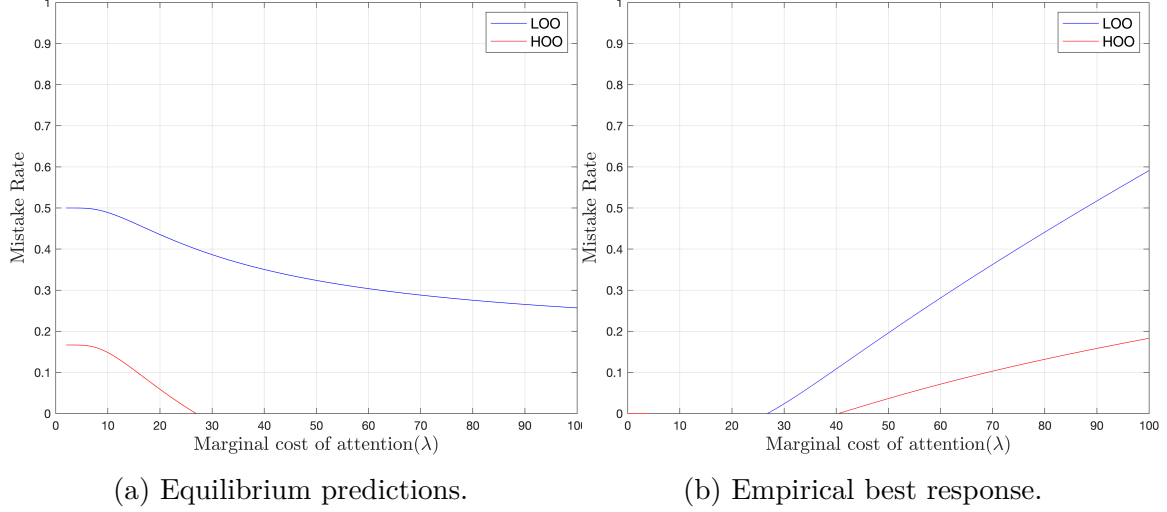 1
0.9
0.8
0.7
0.6
0.5
0.4
0.3
0.2
0.1
0
Mistake Rate
LOO
HOO
0 10 20 30 40 50 60 70 80 90 10
Marginal cost of attention(λ)
(a) Equilibrium predictions.
1
0.9
0.8
0.7
0.6
0.5
0.4
0.3
0.2
0.1
0
Mistake Rate
LOO
HOO
0 10 20 30 40 50 60 70 80 90 100
Marginal cost of attention(λ)
(b) Empirical best response.